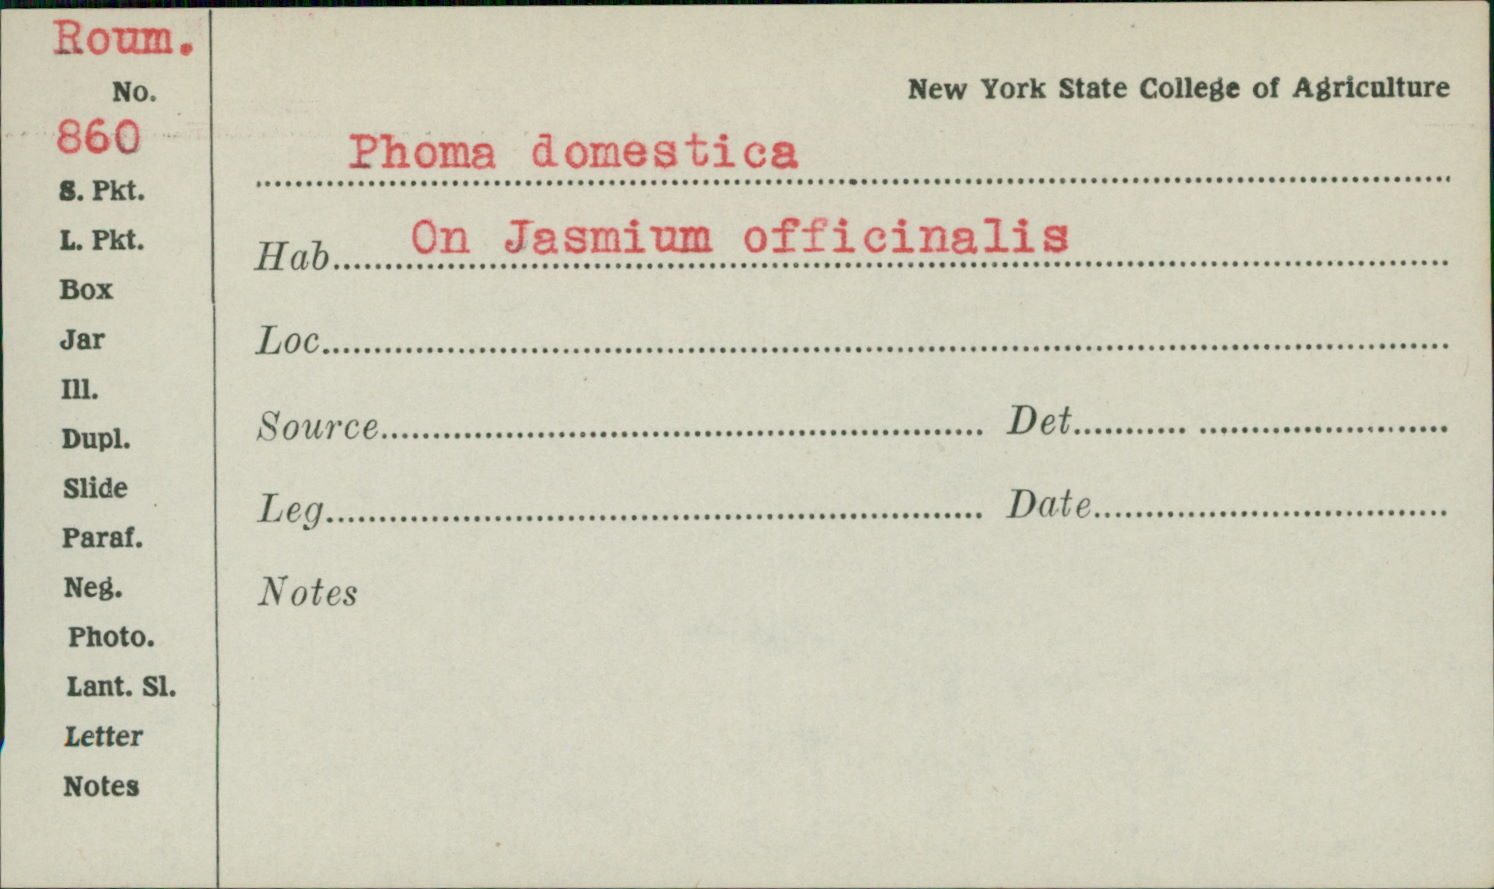 Roum.
No.
860
S. Pkt.
L. Pkt.
Box
Jar
Ill.
Dupl.
Slide
Paraf.
Neg.
Photo.
Lant. Sl.
Letter
Notes
New York State College of Agriculture
Phoma domestica
Hab. On Jasmium officinalis
Loc.
Source Det.
Leg. Date
Notes